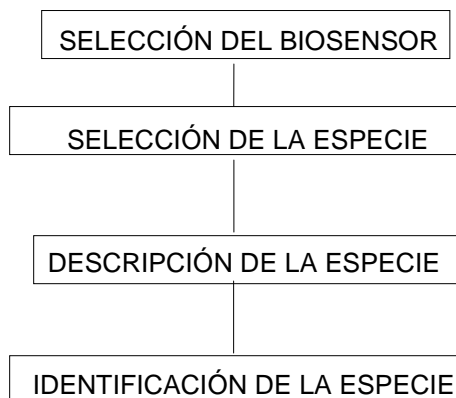 SELECCIÓN DEL BIOSENSOR
SELECCIÓN DE LA ESPECIE
DESCRIPCIÓN DE LA ESPECIE
IDENTIFICACIÓN DE LA ESPECIE